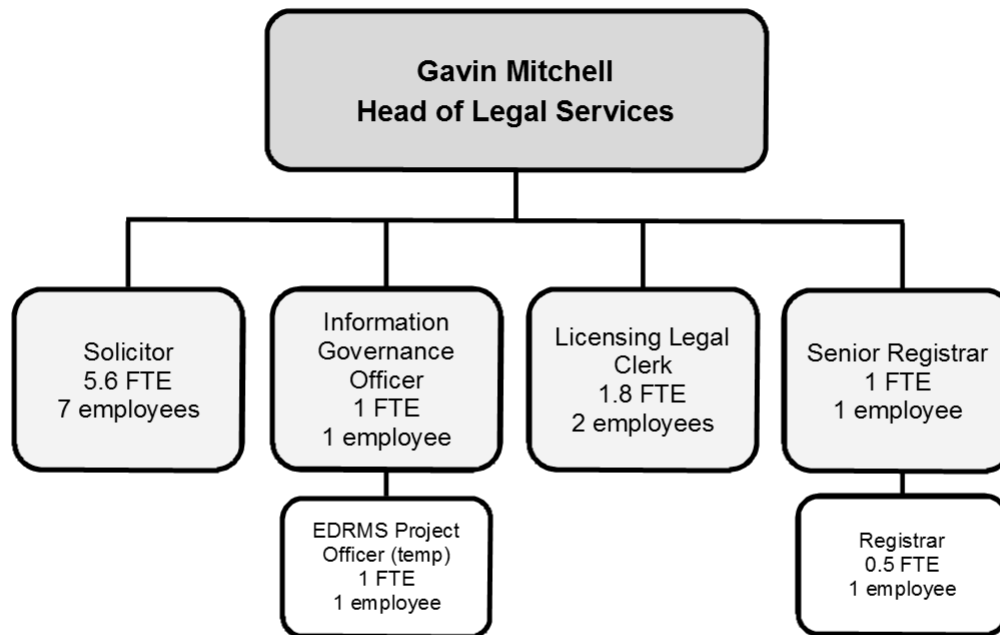 Gavin Mitchell
Head of Legal Services
Solicitor
5.6 FTE
7 employees
Information
Governance
Officer
1 FTE
1 employee
Licensing Legal
Clerk
1.8 FTE
2 employees
Senior Registrar
1 FTE
1 employee
EDRMS Project
Officer (temp)
1 FTE
1 employee
Registrar
0.5 FTE
1 employee